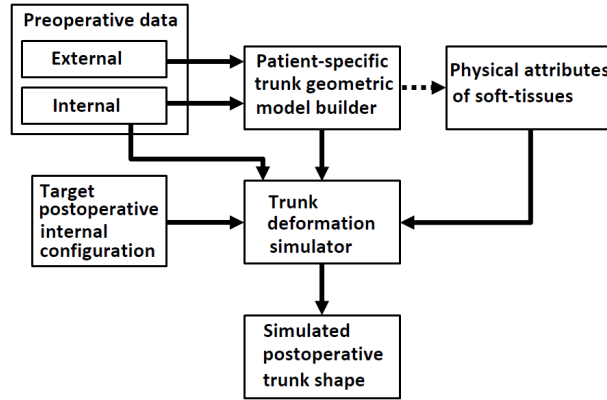 Preoperative data
External
Internal
Patient-specific
trunk geometric
model builder
Physical attributes
of soft-tissues
Target
postoperative
internal
configuration
Trunk
deformation
simulator
Simulated
postoperative
trunk shape